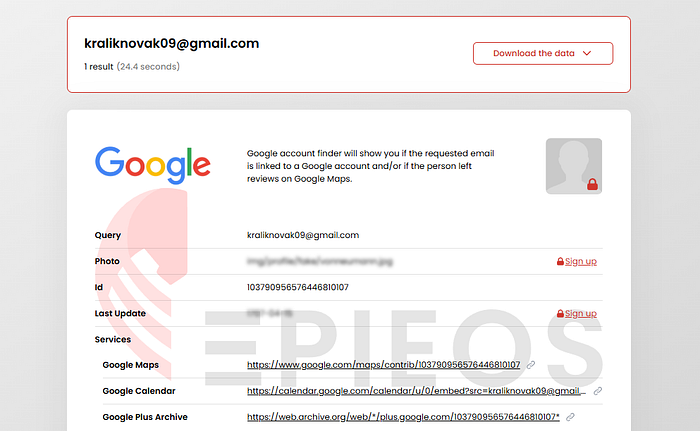 kraliknovak09@gmail.com
Download the data
1 result (24.4 seconds)
Google
Google account finder will show you if the requested email
is linked to a Google account and/or if the person left
reviews on Google Maps.
Query kraliknovak09@gmail.com
Photo Sign up
Id 103790956576446810107
Last Update Sign up
Services
EPIEOS
Google Maps https://www.google.com/maps/contrib/103790956576446810107
Google Calendar https://calendar.google.com/calendar/u/0/embed?src=kraliknovak09@gmail...
Google Plus Archive https://web.archive.org/web/*/plus.google.com/103790956576446810107*